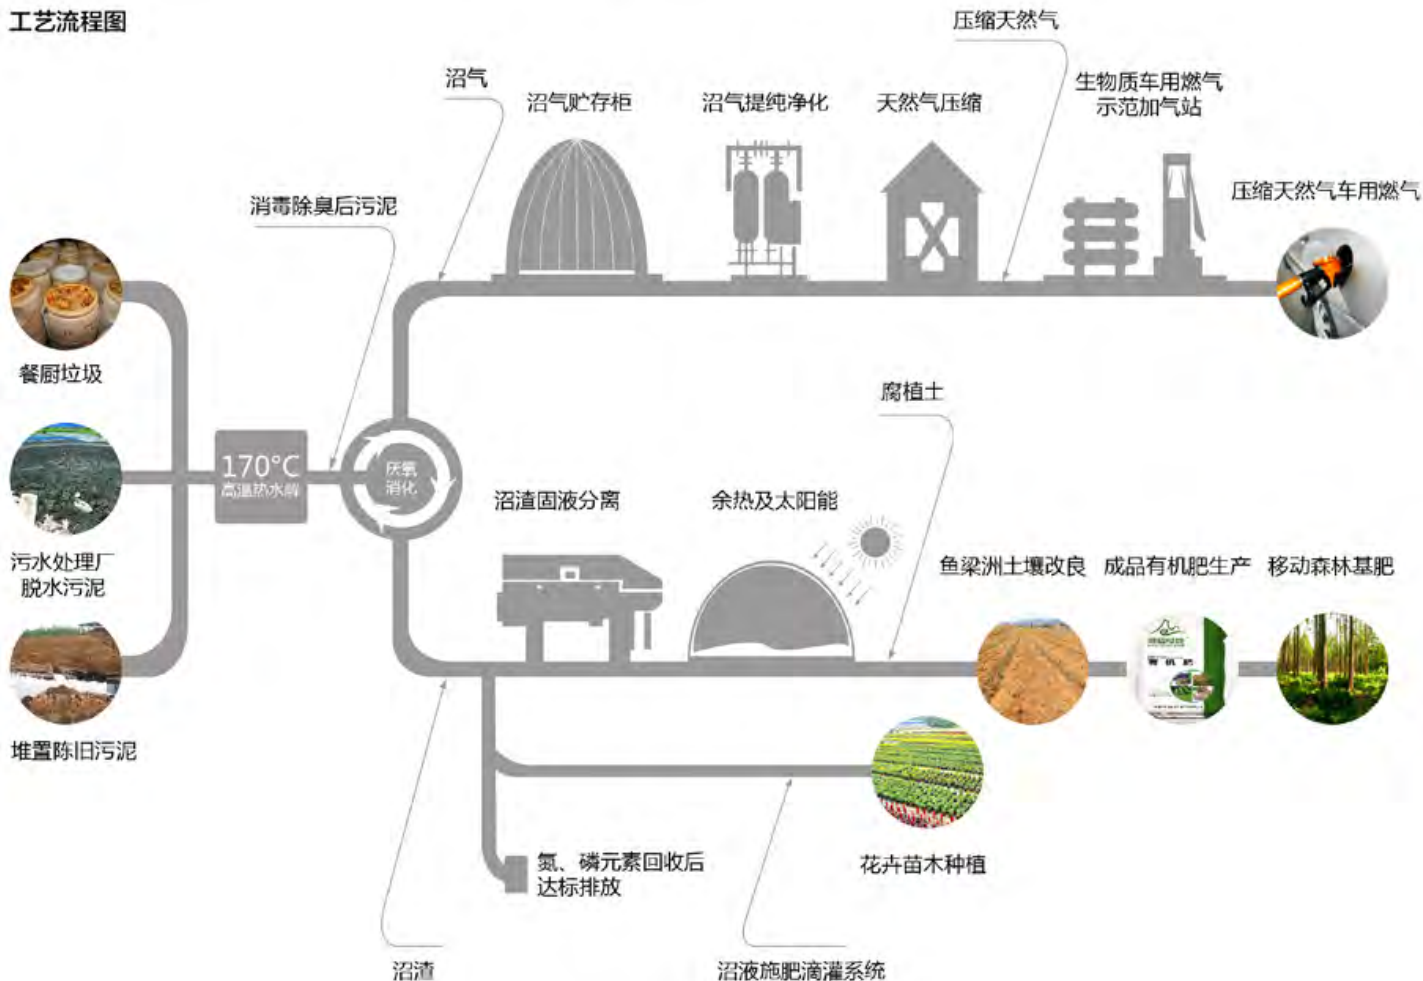 工艺流程图
压缩天然气
沼气
沼气贮存柜
沼气提纯净化
天然气压缩
生物质车用燃气
示范加气站
消毒除臭后污泥
压缩天然气车用燃气
餐厨垃圾
腐植土
170°C
高温热水解
厌氧
消化
沼渣固液分离
余热及太阳能
污水处理厂
脱水污泥
鱼梁洲土壤改良
成品有机肥生产
移动森林基肥
有机肥
堆置陈旧污泥
氮、磷元素回收后
达标排放
花卉苗木种植
沼渣
沼液施肥滴灌系统